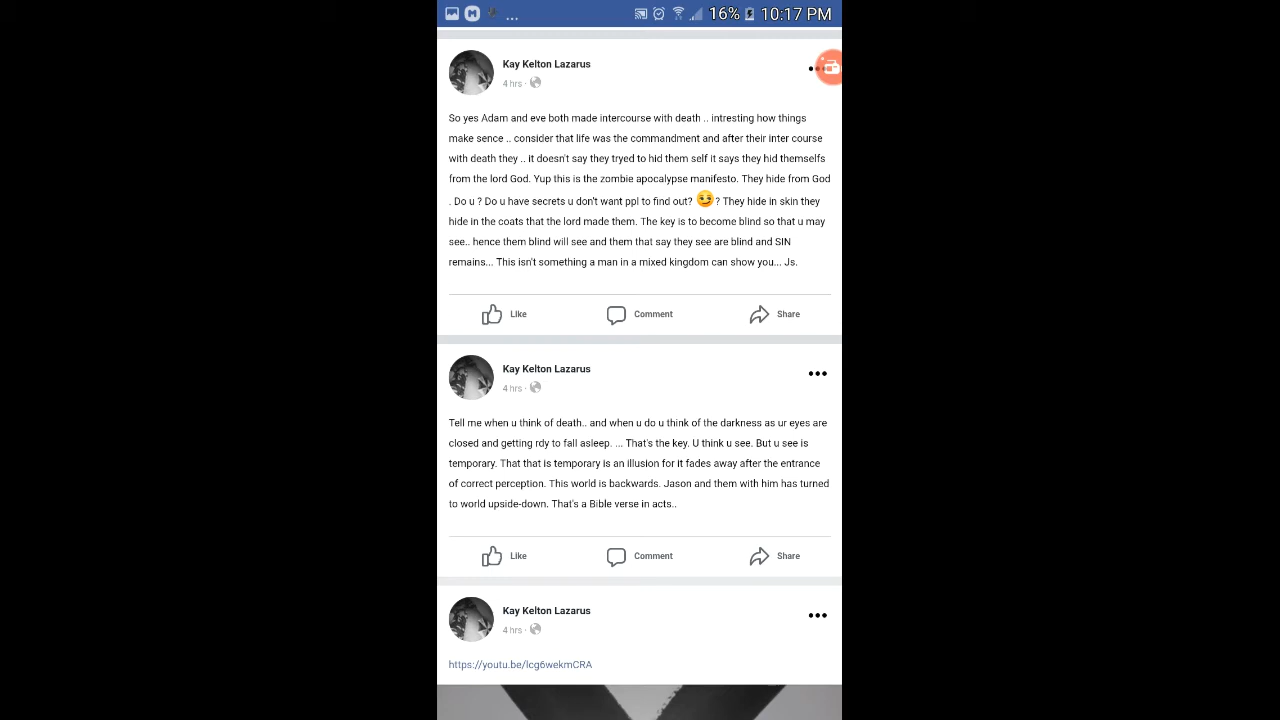 16% 10:17 PM
Kay Kelton Lazarus
4 hrs ·
So yes Adam and eve both made intercourse with death .. intresting how things
make sence .. consider that life was the commandment and after their inter course
with death they .. it doesn't say they tryed to hid them self it says they hid themselfs
from the lord God. Yup this is the zombie apocalypse manifesto. They hide from God
. Do u ? Do u have secrets u don't want ppl to find out? 😏? They hide in skin they
hide in the coats that the lord made them. The key is to become blind so that u may
see.. hence them blind will see and them that say they see are blind and SIN
remains... This isn't something a man in a mixed kingdom can show you... Js.
Like Comment Share
Kay Kelton Lazarus
4 hrs ·
Tell me when u think of death.. and when u do u think of the darkness as ur eyes are
closed and getting rdy to fall asleep. ... That's the key. U think u see. But u see is
temporary. That that is temporary is an illusion for it fades away after the entrance
of correct perception. This world is backwards. Jason and them with him has turned
to world upside-down. That's a Bible verse in acts..
Like Comment Share
Kay Kelton Lazarus
4 hrs ·
https://youtu.be/lcg6wekmCRA